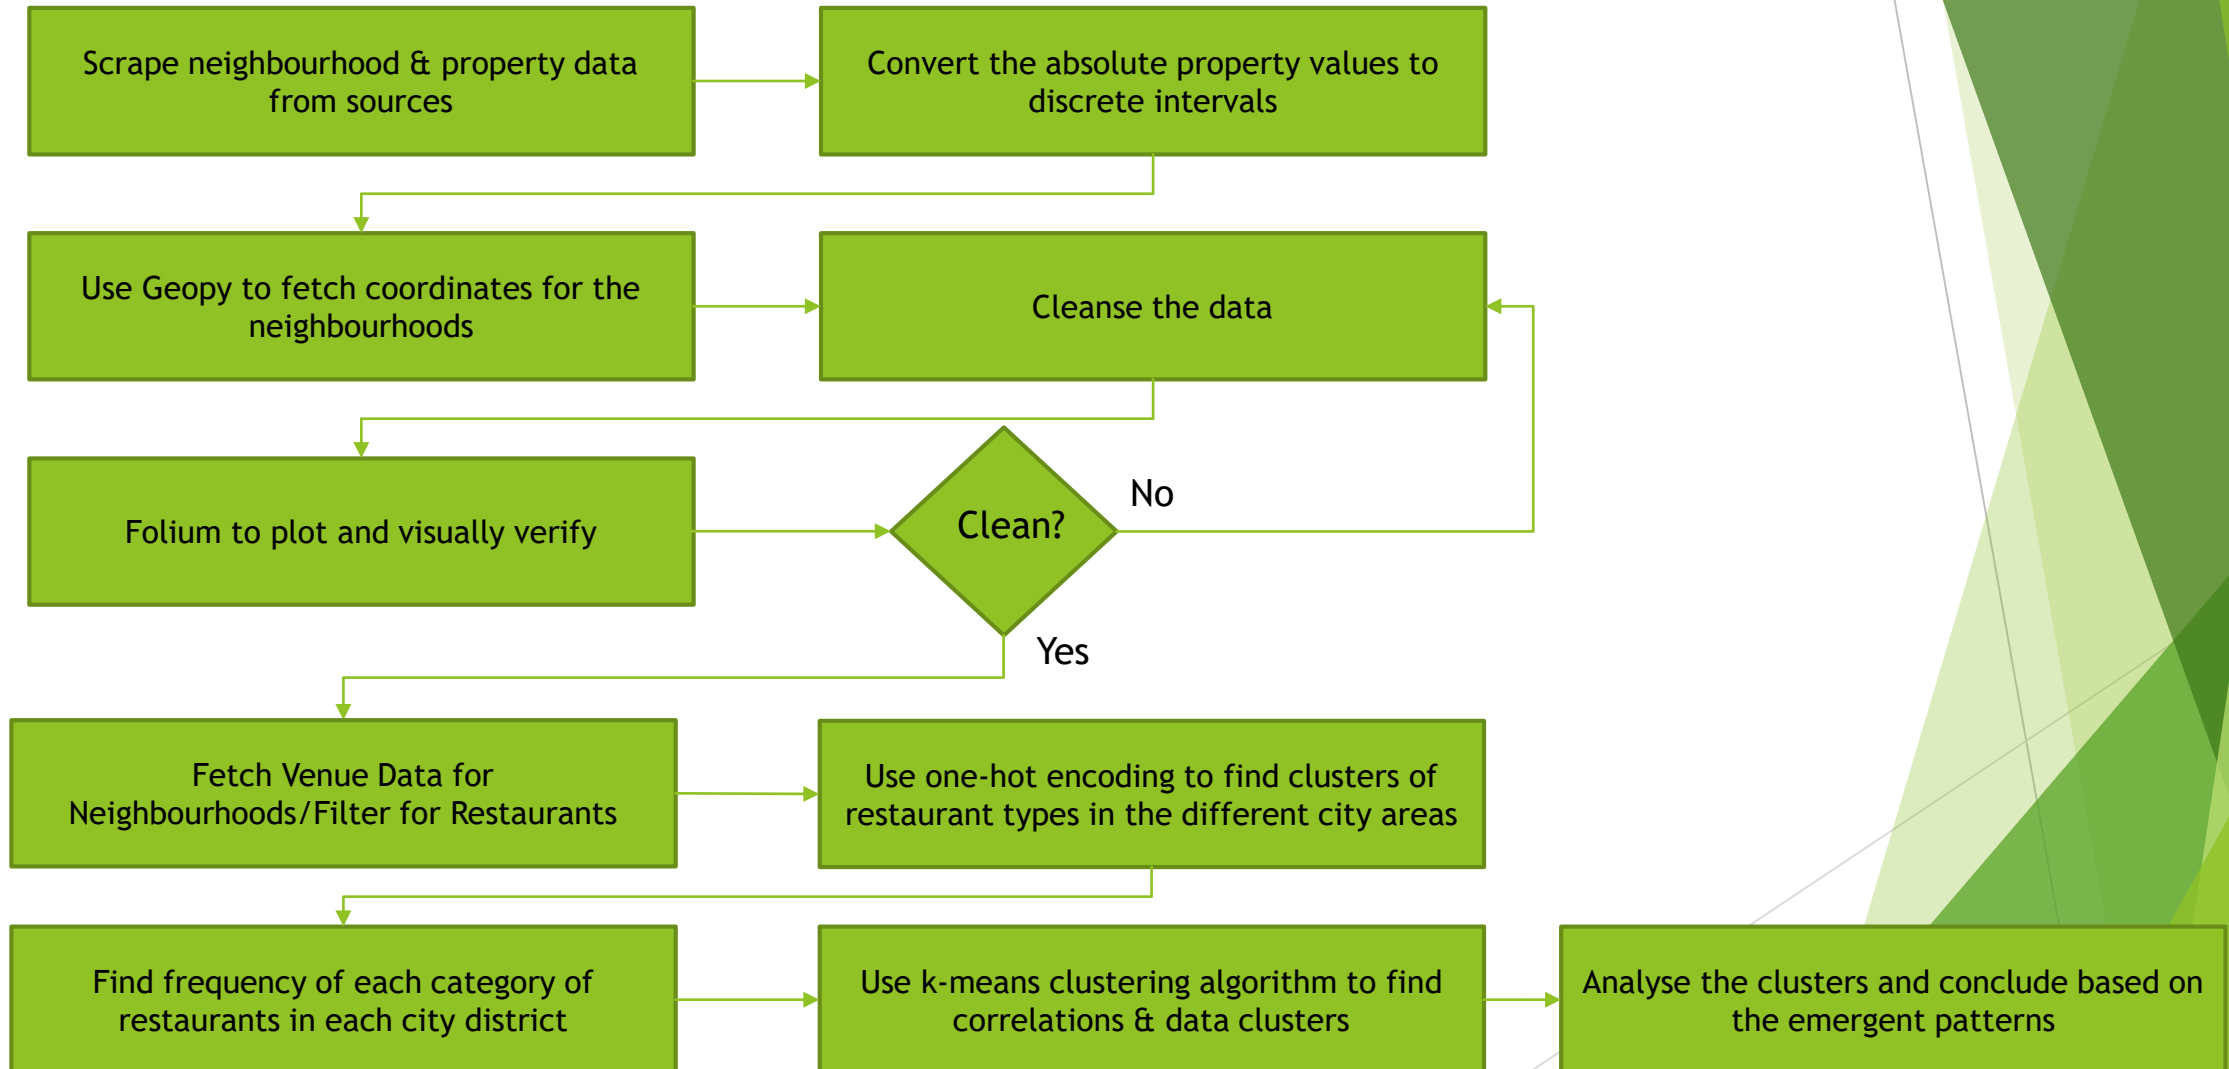 Scrape neighbourhood & property data
from sources
Convert the absolute property values to
discrete intervals
Use Geopy to fetch coordinates for the
neighbourhoods
Cleanse the data
Folium to plot and visually verify
Clean?
No
Yes
Fetch Venue Data for
Neighbourhoods/Filter for Restaurants
Use one-hot encoding to find clusters of
restaurant types in the different city areas
Find frequency of each category of
restaurants in each city district
Use k-means clustering algorithm to find
correlations & data clusters
Analyse the clusters and conclude based on
the emergent patterns